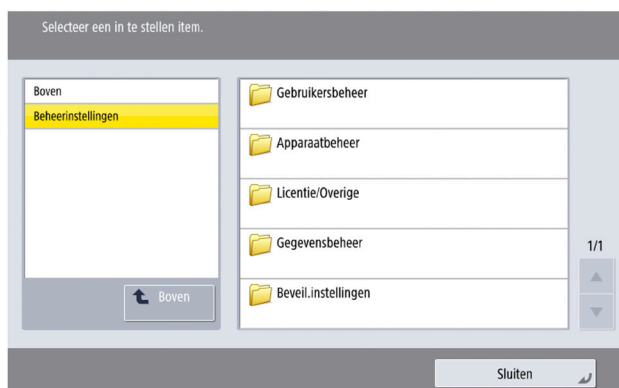 Selecteer een in te stellen item.
Boven
Beheerinstellingen
Boven
Gebruikersbeheer
Apparaatbeheer
Licentie/Overige
Gegevensbeheer
Beveil.instellingen
1/1
Sluiten